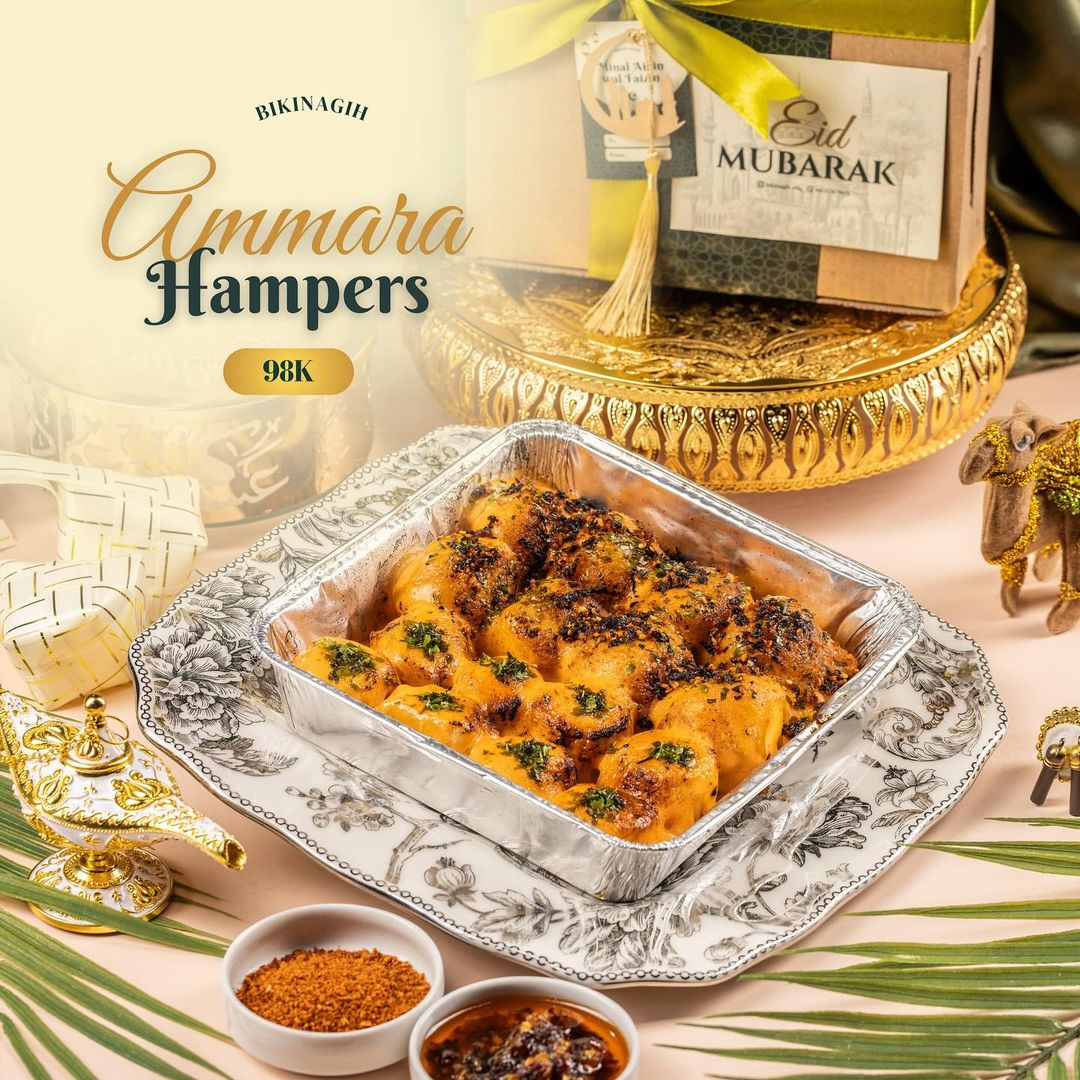 BIKINAGIH
Ammara
Hampers
98K
Minal Aidin
wal Faizin
Eid
MUBARAK